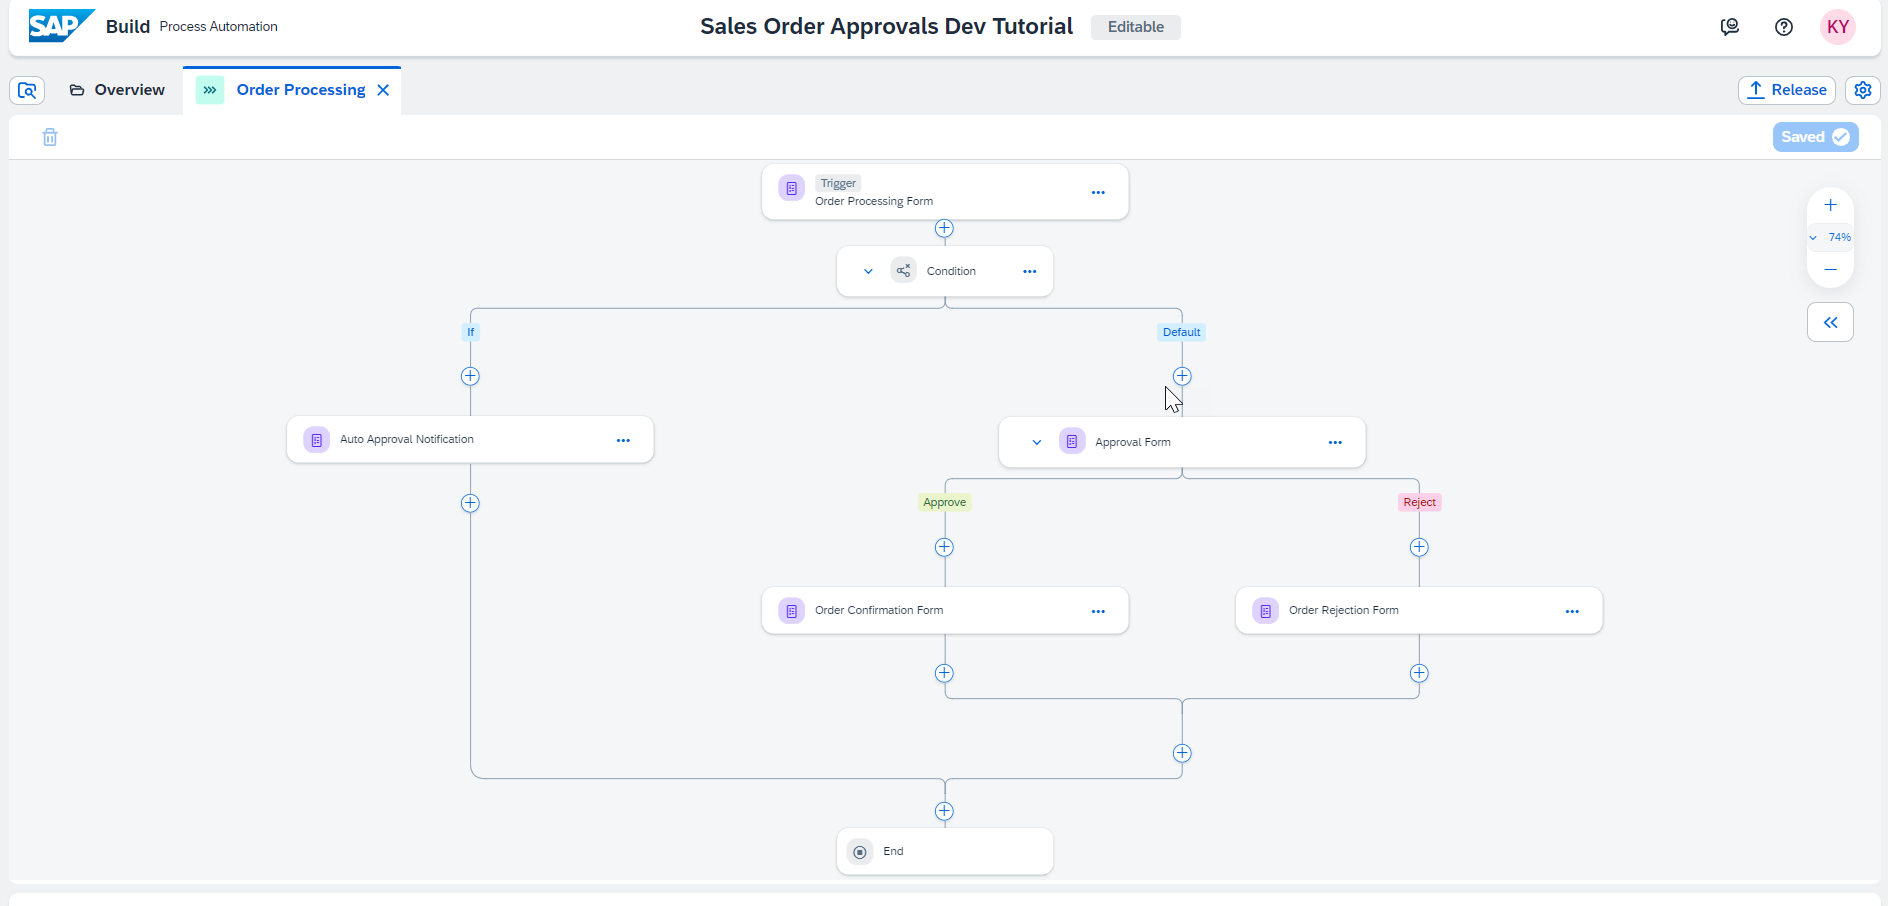 SAP Build Process Automation
Sales Order Approvals Dev Tutorial Editable
KY
Overview
Order Processing
Release
Saved
Trigger
Order Processing Form
74%
Condition
If
Default
Auto Approval Notification
Approval Form
Approve
Reject
Order Confirmation Form
Order Rejection Form
End